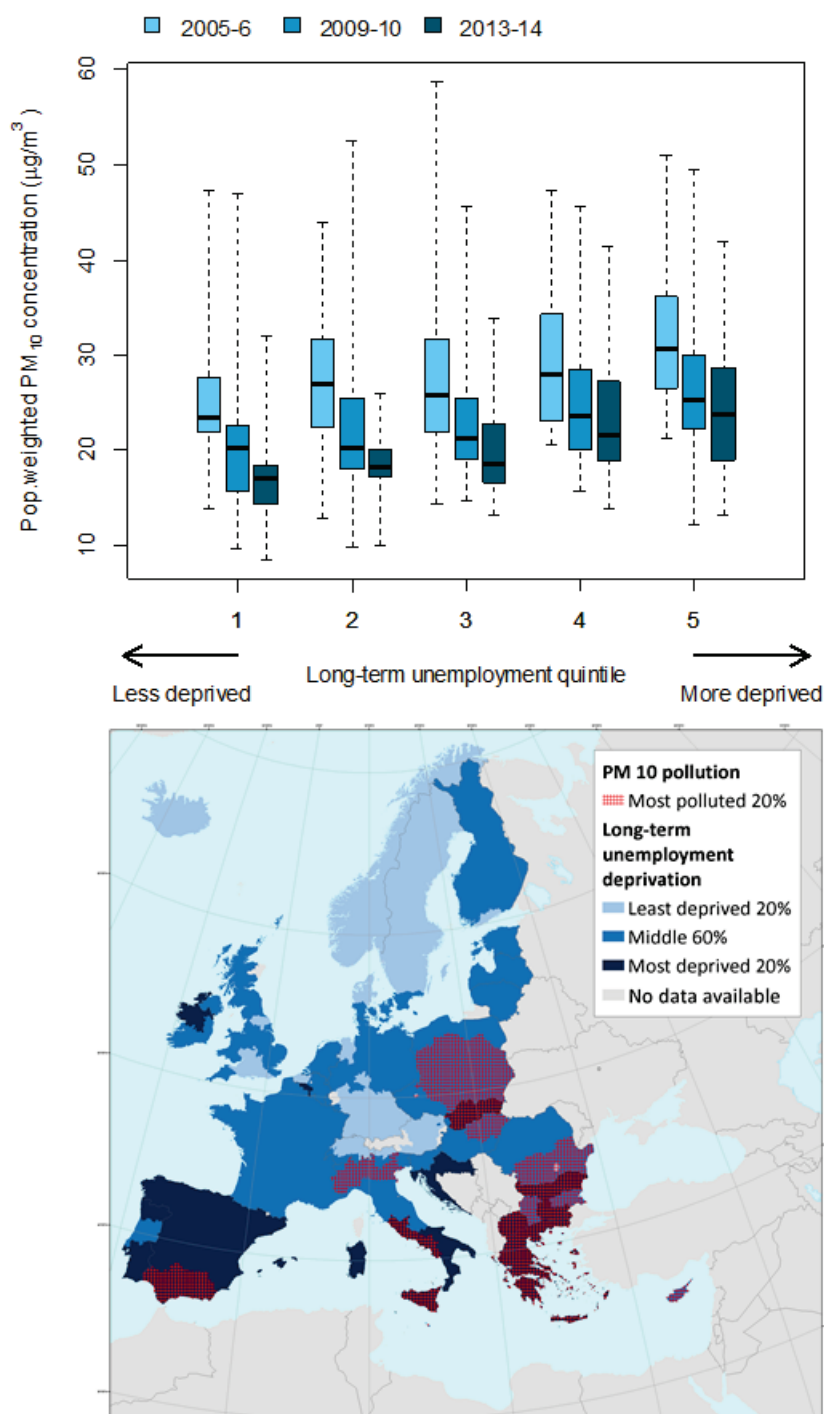 2005-6 2009-10 2013-14
Pop.weighted PM10 concentration (µg/m³)
60
50
40
30
20
10
1 2 3 4 5
Long-term unemployment quintile
Less deprived More deprived
PM 10 pollution
Most polluted 20%
Long-term
unemployment
deprivation
Least deprived 20%
Middle 60%
Most deprived 20%
No data available